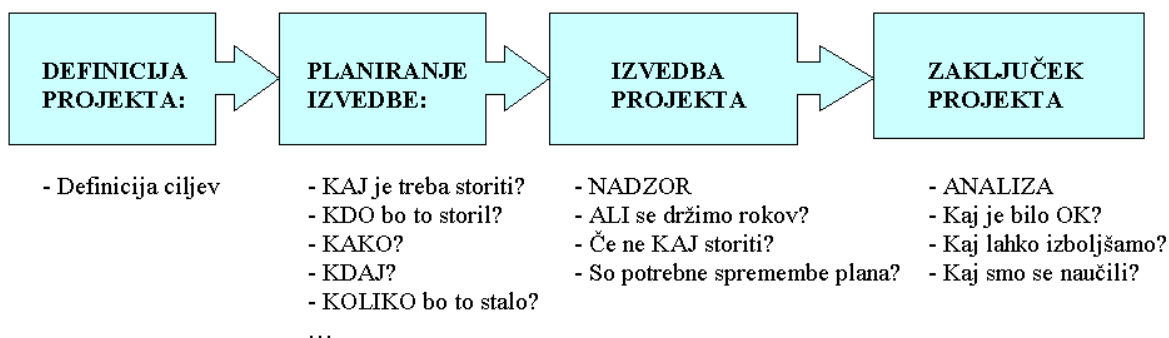 DEFINICIJA
PROJEKTA:
- Definicija ciljev
PLANIRANJE
IZVEDBE:
- KAJ je treba storiti?
- KDO bo to storil?
- KAKO?
- KDAJ?
- KOLIKO bo to stalo?
...
IZVEDBA
PROJEKTA
- NADZOR
- ALI se držimo rokov?
- Če ne KAJ storiti?
- So potrebne spremembe plana?
ZAKLJUČEK
PROJEKTA
- ANALIZA
- Kaj je bilo OK?
- Kaj lahko izboljšamo?
- Kaj smo se naučili?